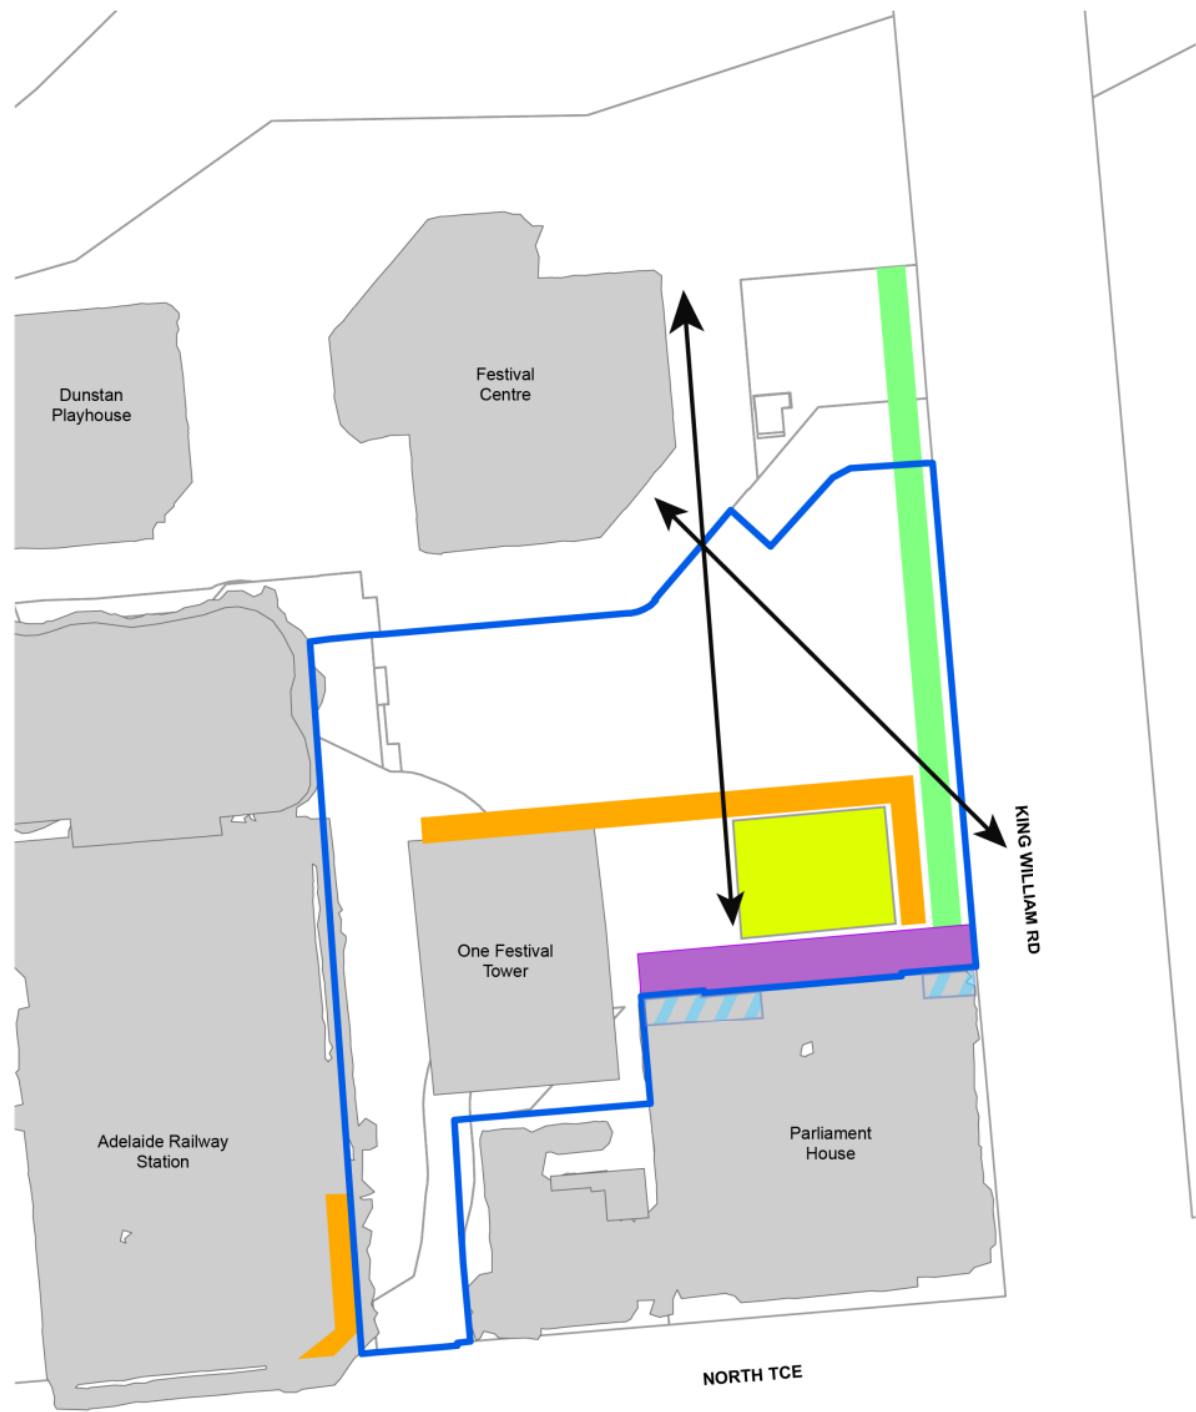 Festival
Centre
Dunstan
Playhouse
KING WILLIAM RD
One Festival
Tower
Adelaide Railway
Station
Parliament
House
NORTH TCE